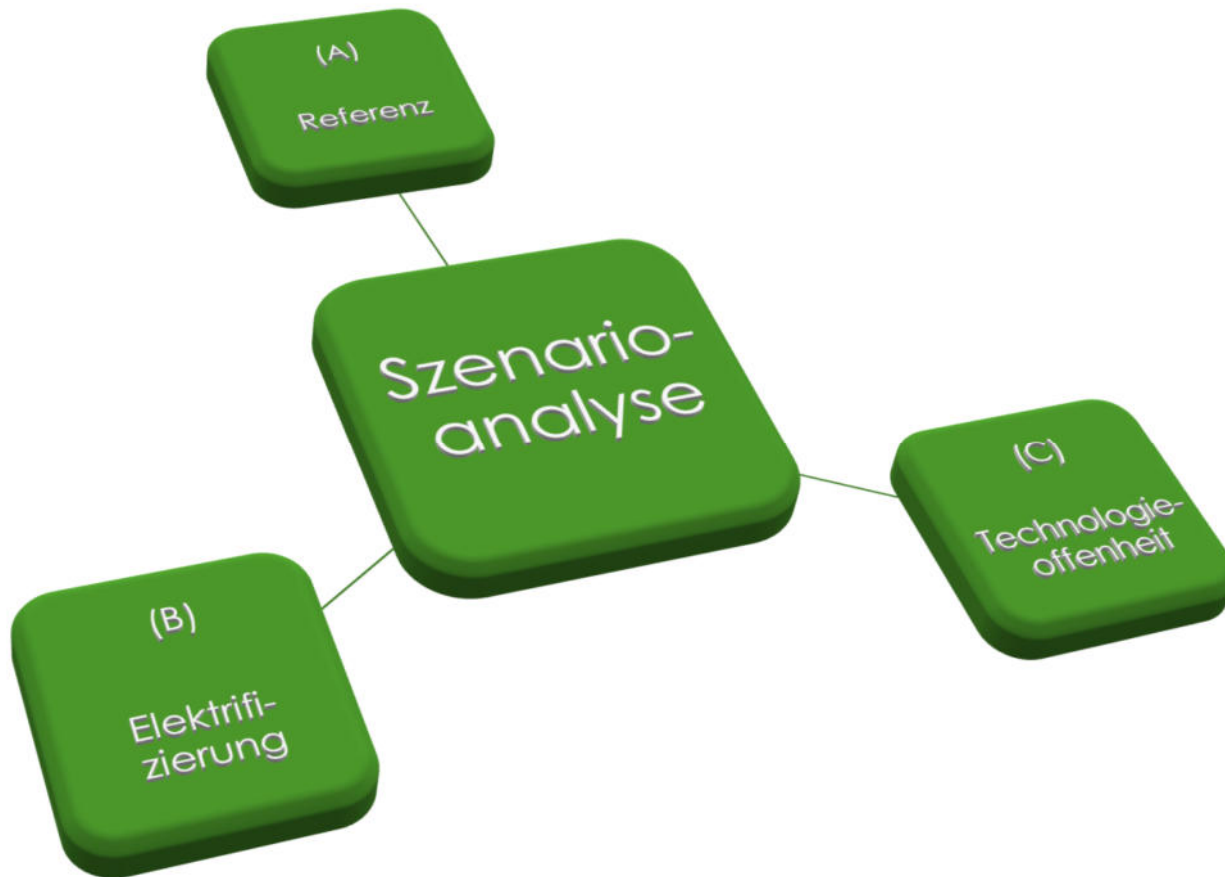 (A)
Referenz
Szenario-
analyse
(C)
Technologie-
offenheit
(B)
Elektrifi-
zierung